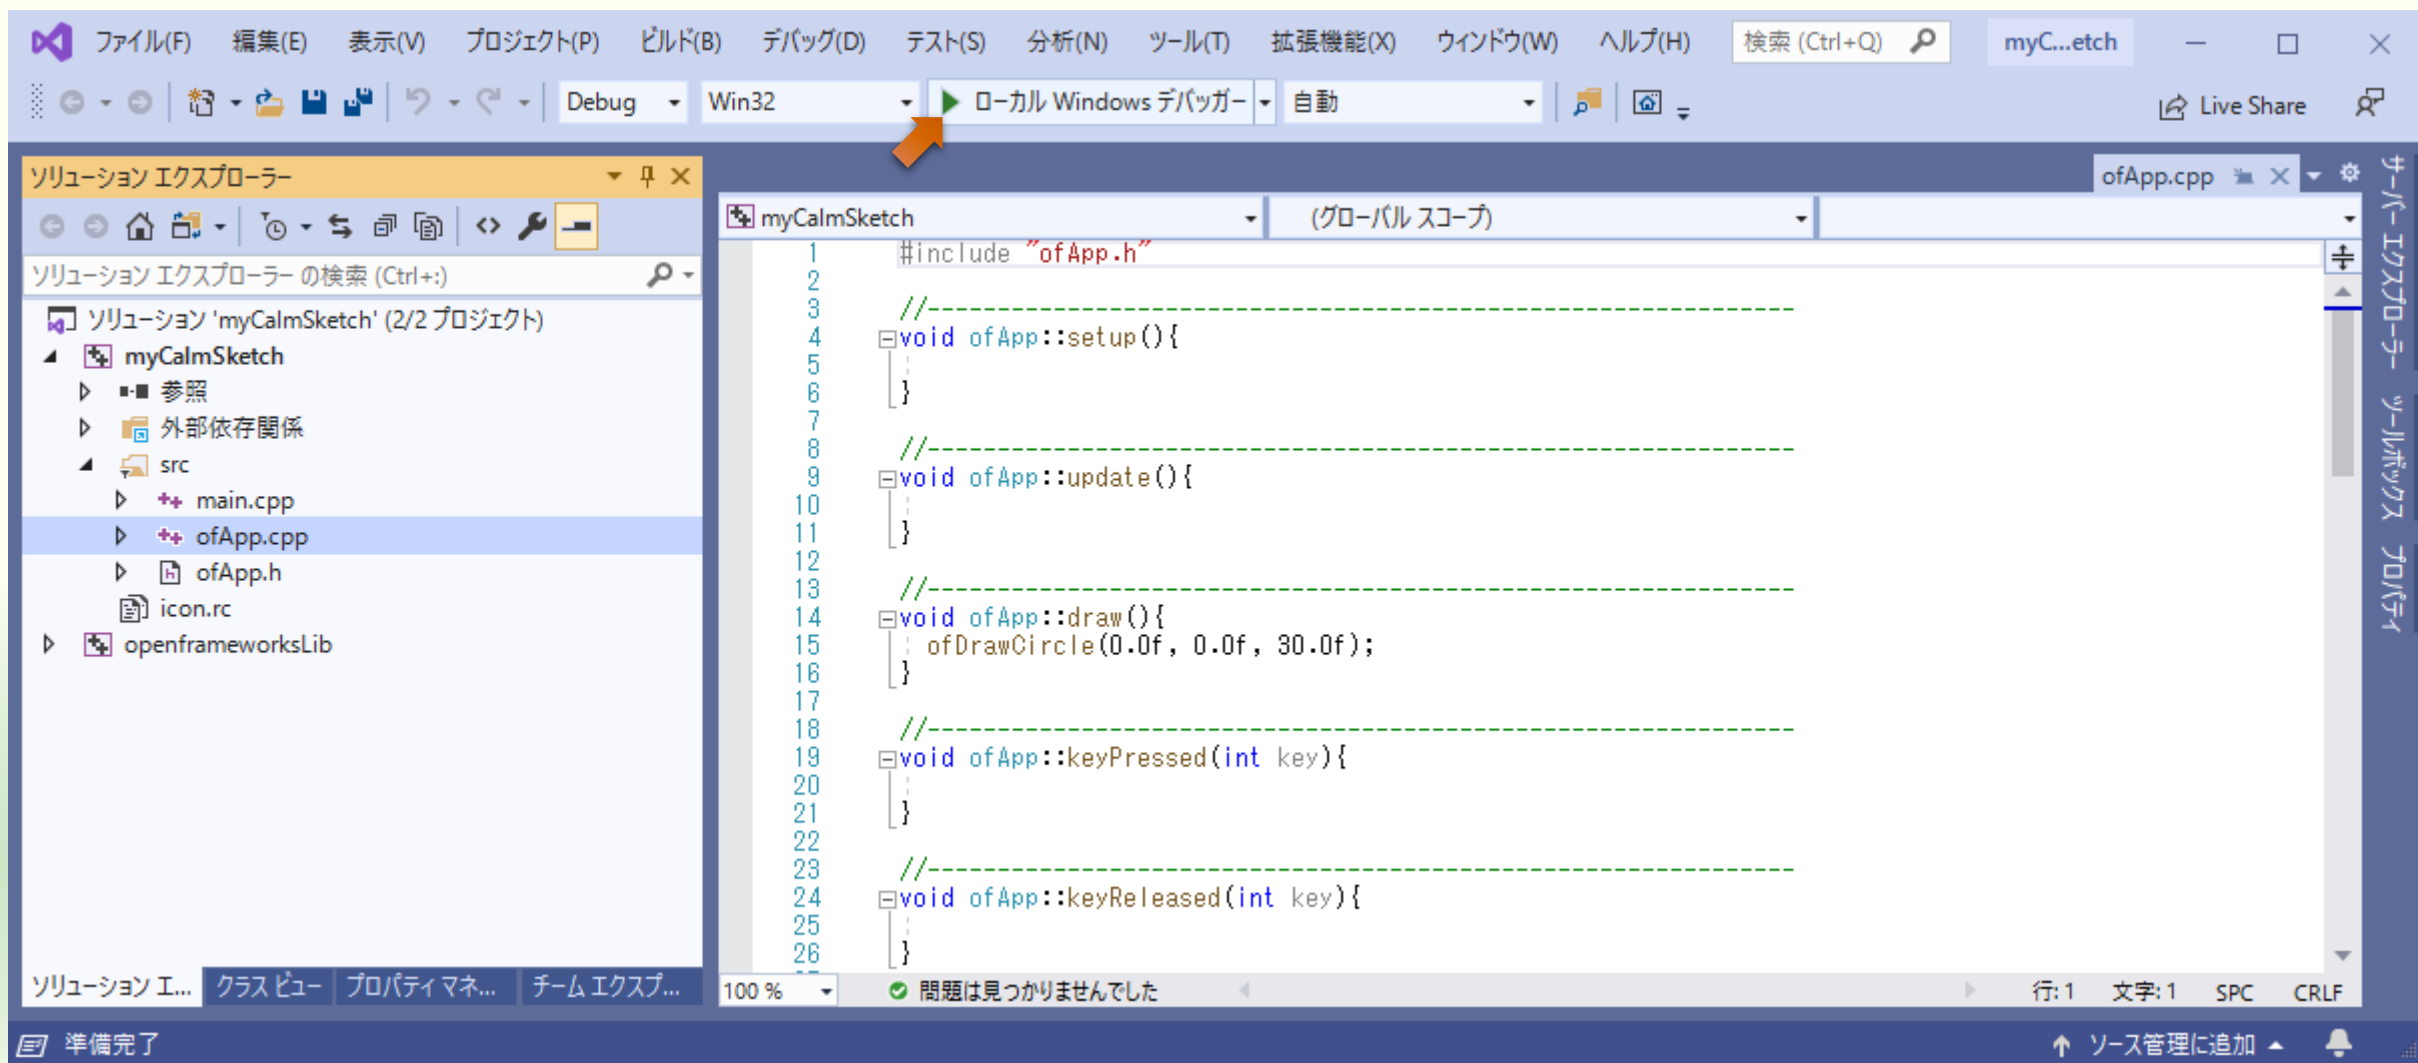 ファイル(F) 編集(E) 表示(V) プロジェクト(P) ビルド(B) デバッグ(D) テスト(S) 分析(N) ツール(T) 拡張機能(X) ウィンドウ(W) ヘルプ(H) 検索 (Ctrl+Q) myC...etch
Debug Win32 ローカル Windows デバッガー 自動 Live Share
ソリューション エクスプローラー
ソリューション エクスプローラー の検索 (Ctrl+:)
ソリューション 'myCalmSketch' (2/2 プロジェクト)
myCalmSketch
参照
外部依存関係
src
main.cpp
ofApp.cpp
ofApp.h
icon.rc
openframeworksLib
ソリューション エ... クラス ビュー プロパティ マネ... チーム エクスプ...
ofApp.cpp
myCalmSketch (グローバル スコープ)
1 #include "ofApp.h"
2
3 //--------------------------------------------------------------
4 void ofApp::setup(){
5
6 }
7
8 //--------------------------------------------------------------
9 void ofApp::update(){
10
11 }
12
13 //--------------------------------------------------------------
14 void ofApp::draw(){
15 ofDrawCircle(0.0f, 0.0f, 30.0f);
16 }
17
18 //--------------------------------------------------------------
19 void ofApp::keyPressed(int key){
20
21 }
22
23 //--------------------------------------------------------------
24 void ofApp::keyReleased(int key){
25
26 }
100 % 問題は見つかりませんでした 行: 1 文字: 1 SPC CRLF
サーバー エクスプローラー
ツールボックス
プロパティ
準備完了 ソース管理に追加